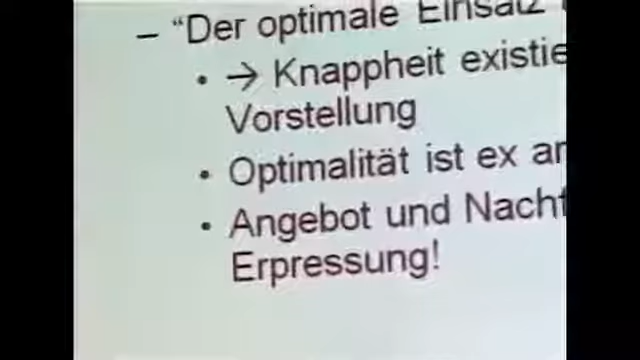 – “Der optimale Einsatz
• → Knappheit existie
Vorstellung
• Optimalität ist ex an
• Angebot und Nachf
Erpressung!